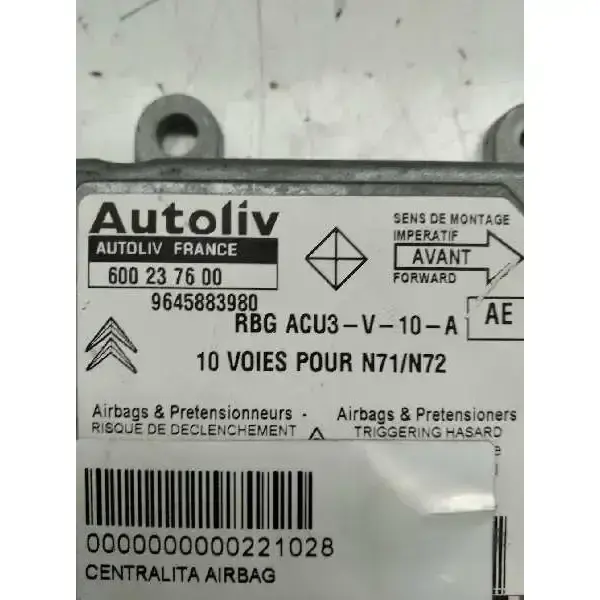 Autoliv
AUTOLIV FRANCE
600 23 76 00
9645883980
SENS DE MONTAGE
IMPERATIF
AVANT
FORWARD
RBG ACU3-V-10-A
AE
10 VOIES POUR N71/N72
Airbags & Pretensionneurs -
RISQUE DE DECLENCHEMENT
Airbags & Pretensioners
TRIGGERING HASARD
0000000000221028
CENTRALITA AIRBAG